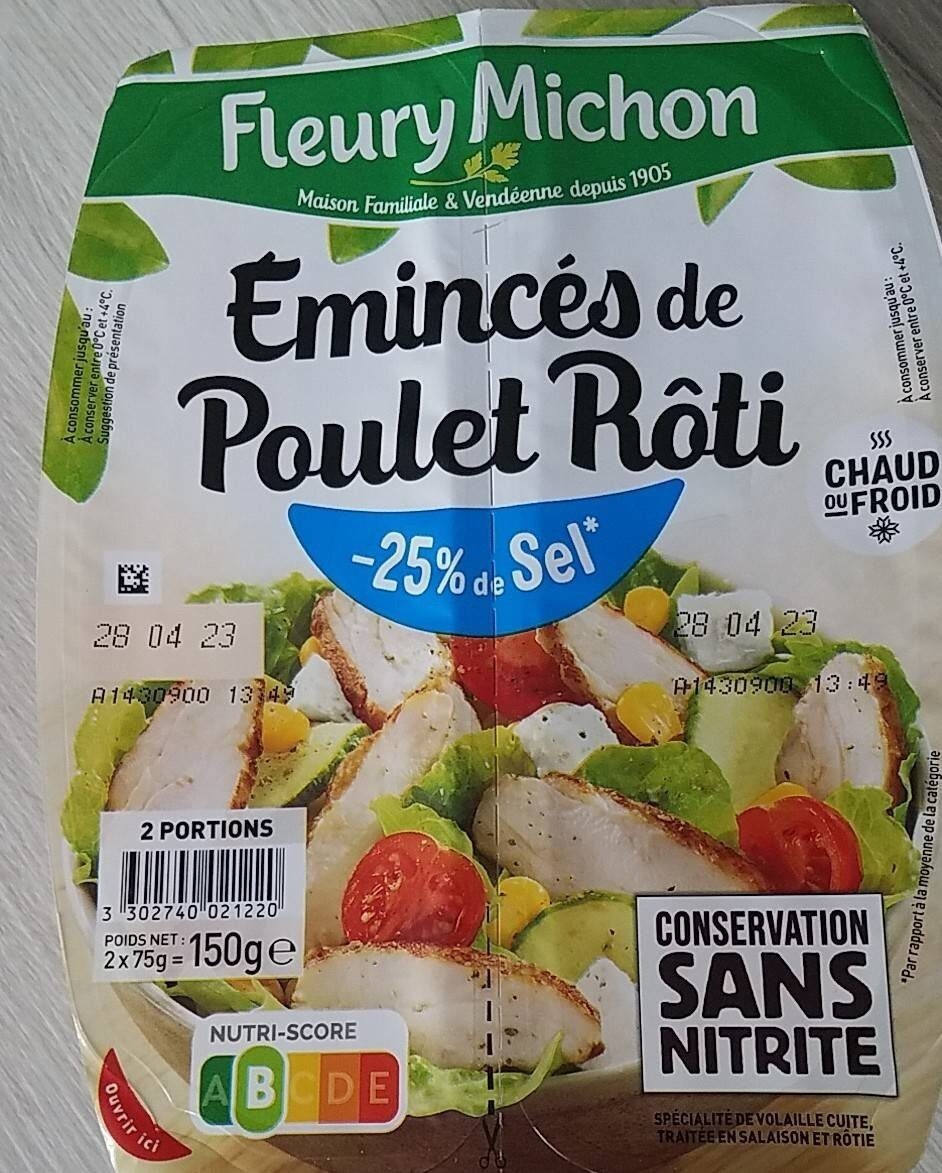 Fleury Michon
Maison Familiale & Vendéenne depuis 1905
À consommer jusqu'au :
À conserver entre 0°C et +4°C.
Suggestion de présentation
À consommer jusqu'au :
À conserver entre 0°C et +4°C.
Émincés de
Poulet Rôti
-25% de Sel*
CHAUD
OU FROID
28 04 23
A1430900 13:49
28 04 23
A1430900 13:49
2 PORTIONS
3 302740 021220
POIDS NET :
2x75g= 150g e
*Par rapport à la moyenne de la catégorie
CONSERVATION
SANS
NITRITE
NUTRI-SCORE
A B C D E
Ouvrir ici
SPÉCIALITÉ DE VOLAILLE CUITE,
TRAITÉE EN SALAISON ET RÔTIE